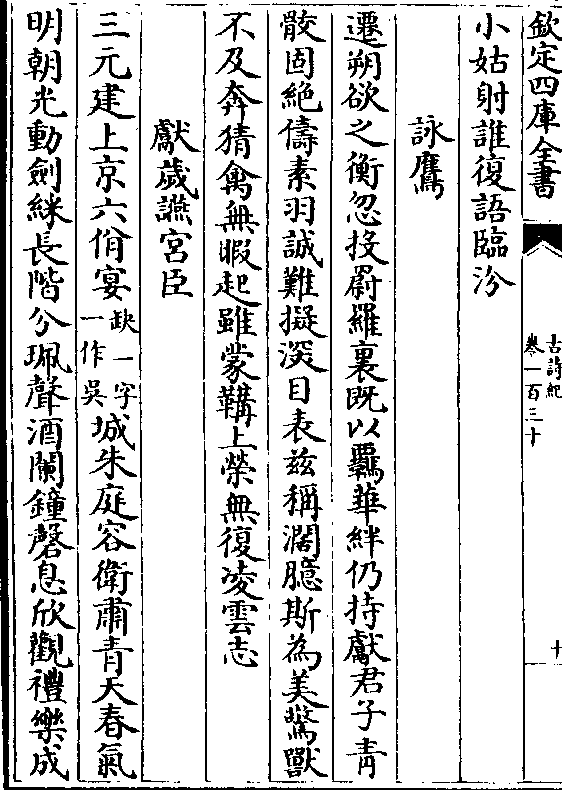 欽定四庫全書
古詩紀
卷一百三十
十
小姑射誰復語臨汾
詠鷹
遷朔欲之衡忽投罻羅裏既以羈華絆仍持獻君子青
骹固絶儔素羽誠難擬深目表兹稱濶臆斯為美驚獸
不及奔猜禽無暇起雖蒙韝上榮無復凌雲志
獻歲讌宮臣
三元建上京六佾宴缺一字一作吳城朱庭容衛肅青天春氣
明朝光動劍綵長階分珮聲酒闌鐘磬息欣觀禮樂成